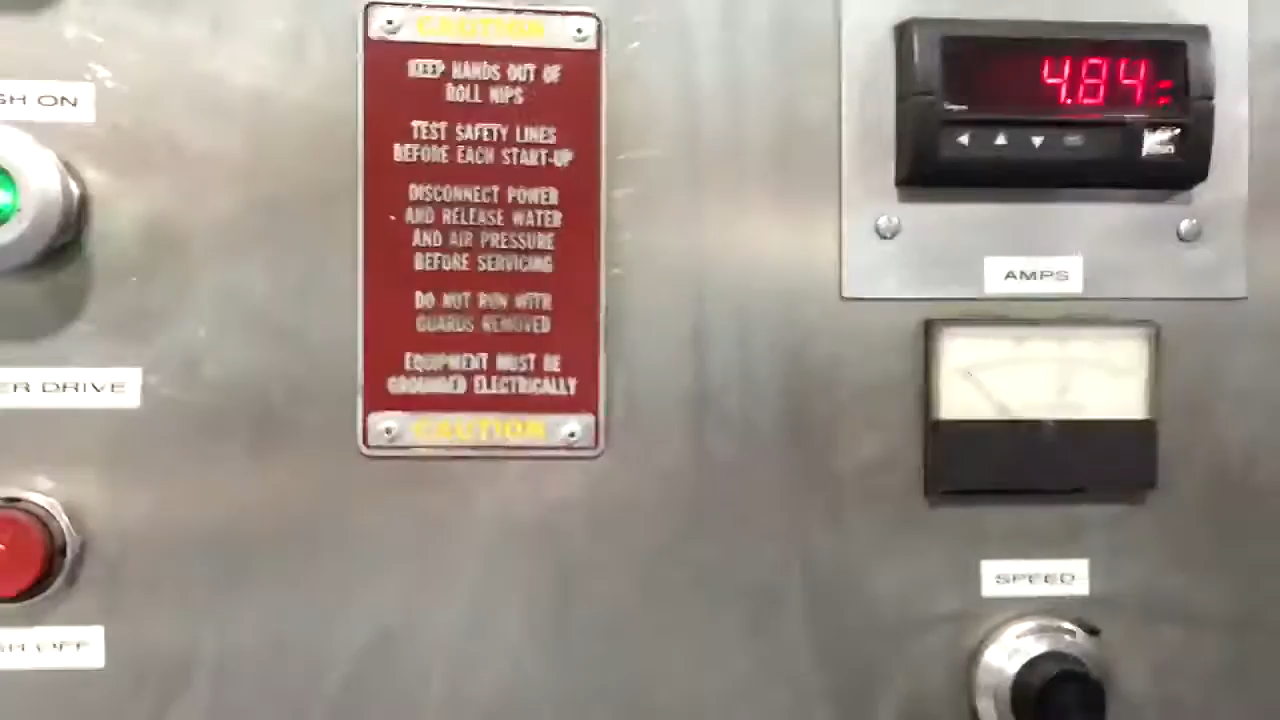 CAUTION
KEEP HANDS OUT OF
ROLL NIPS
TEST SAFETY LINES
BEFORE EACH START-UP
DISCONNECT POWER
AND RELEASE WATER
AND AIR PRESSURE
BEFORE SERVICING
DO NOT RUN WITH
GUARDS REMOVED
EQUIPMENT MUST BE
GROUNDED ELECTRICALLY
CAUTION
SH ON
ER DRIVE
SH OFF
4.84
AMPS
SPEED